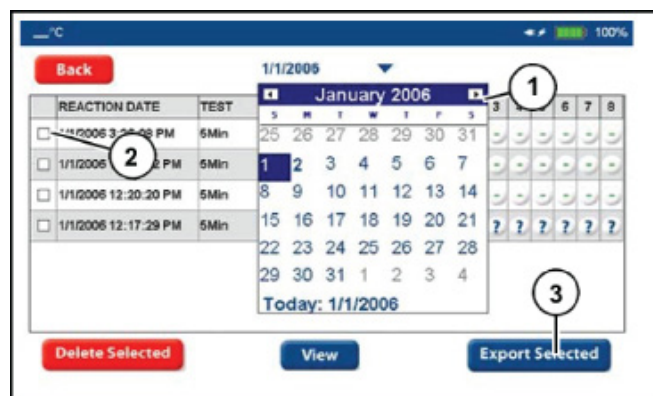 __°C 100%
Back 1/1/2006
January 2006
REACTION DATE TEST 3 6 7 8
S M T W T F S
25 26 27 28 29 30 31
1 2 3 4 5 6 7
8 9 10 11 12 13 14
15 16 17 18 19 20 21
22 23 24 25 26 27 28
29 30 31 1 2 3 4
Today: 1/1/2006
PM 5Min - - - - - -
1/1/2006 PM 5Min - - - - - -
1/1/2006 12:20:20 PM 5Min - - - - - -
1/1/2006 12:17:29 PM 5Min ? ? ? ? ? ?
1
2
3
Delete Selected View Export Selected